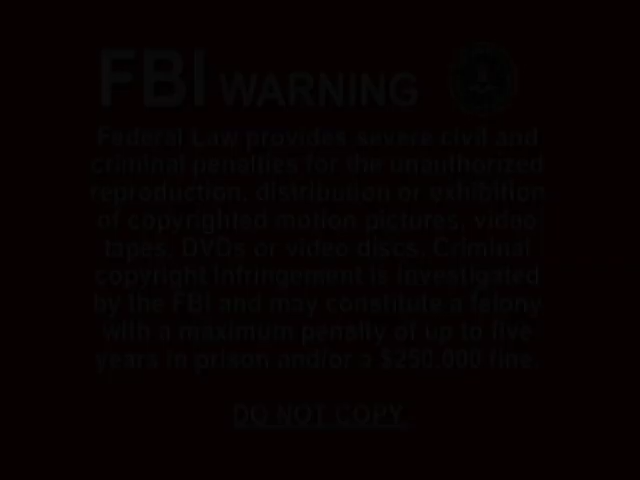 FBI WARNING
Federal Law provides severe civil and
criminal penalties for the unauthorized
reproduction, distribution or exhibition
of copyrighted motion pictures, video
tapes, DVDs or video discs. Criminal
copyright infringement is investigated
by the FBI and may constitute a felony
with a maximum penalty of up to five
years in prison and/or a $250,000 fine.
DO NOT COPY